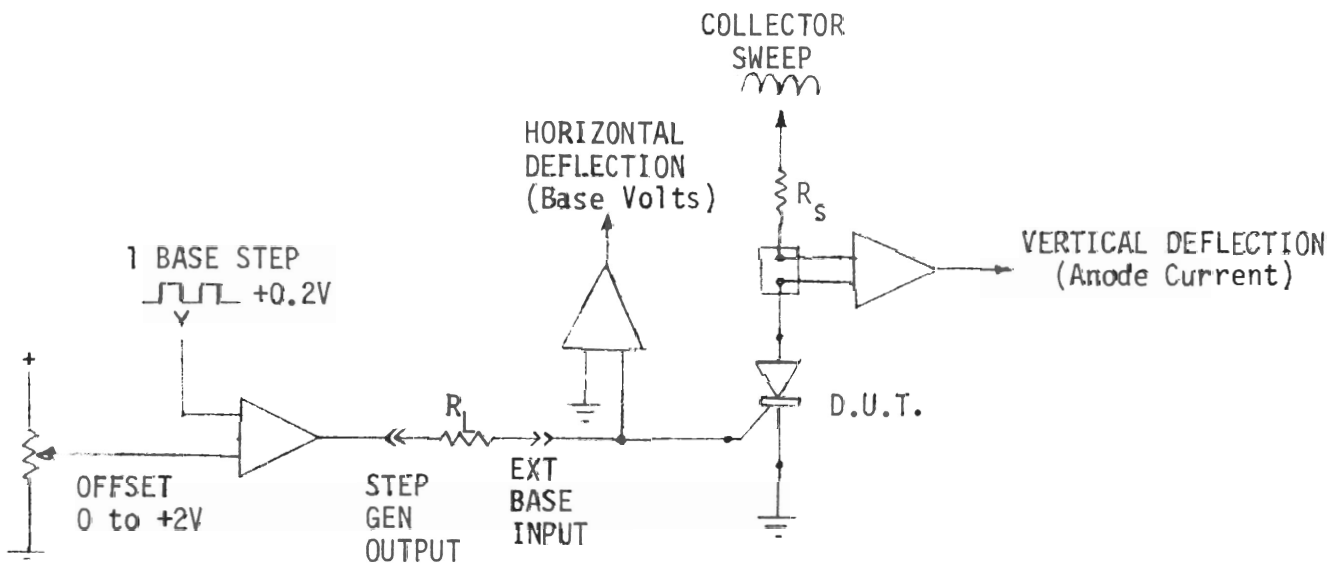 COLLECTOR
SWEEP
HORIZONTAL
DEFLECTION
(Base Volts)
R_S
1 BASE STEP
+0.2V
VERTICAL DEFLECTION
(Anode Current)
+
R_L
D.U.T.
OFFSET
0 to +2V
STEP
GEN
OUTPUT
EXT
BASE
INPUT